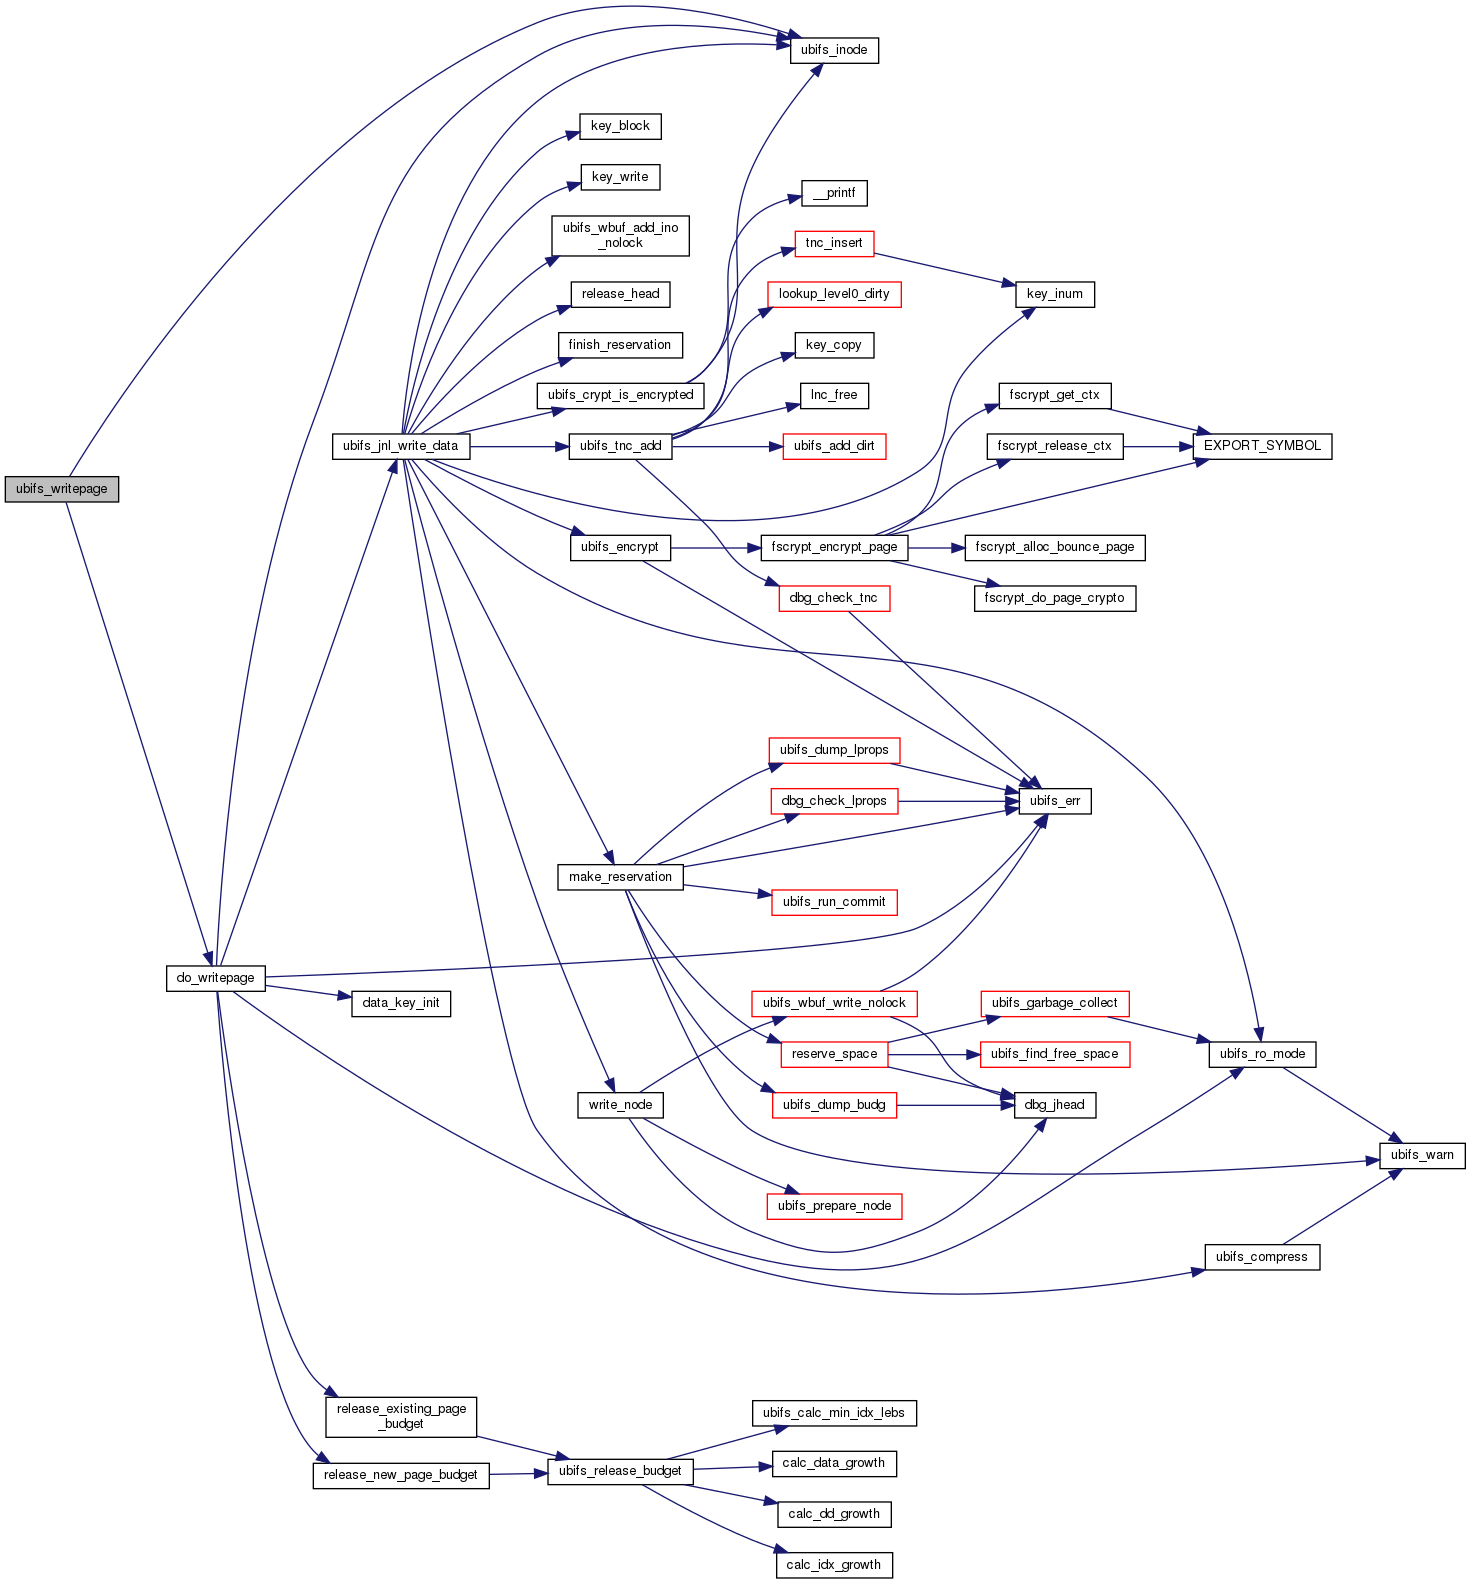 ubifs_inode
key_block
key_write
__printf
ubifs_wbuf_add_ino
_nolock
tnc_insert
release_head
lookup_level0_dirty
key_inum
finish_reservation
key_copy
ubifs_crypt_is_encrypted
lnc_free
fscrypt_get_ctx
ubifs_jnl_write_data
ubifs_tnc_add
ubifs_add_dirt
fscrypt_release_ctx
EXPORT_SYMBOL
ubifs_writepage
ubifs_encrypt
fscrypt_encrypt_page
fscrypt_alloc_bounce_page
dbg_check_tnc
fscrypt_do_page_crypto
ubifs_dump_lprops
dbg_check_lprops
ubifs_err
make_reservation
ubifs_run_commit
do_writepage
data_key_init
ubifs_wbuf_write_nolock
ubifs_garbage_collect
reserve_space
ubifs_find_free_space
ubifs_ro_mode
write_node
ubifs_dump_budg
dbg_jhead
ubifs_warn
ubifs_prepare_node
ubifs_compress
release_existing_page
_budget
ubifs_calc_min_idx_lebs
release_new_page_budget
ubifs_release_budget
calc_data_growth
calc_dd_growth
calc_idx_growth